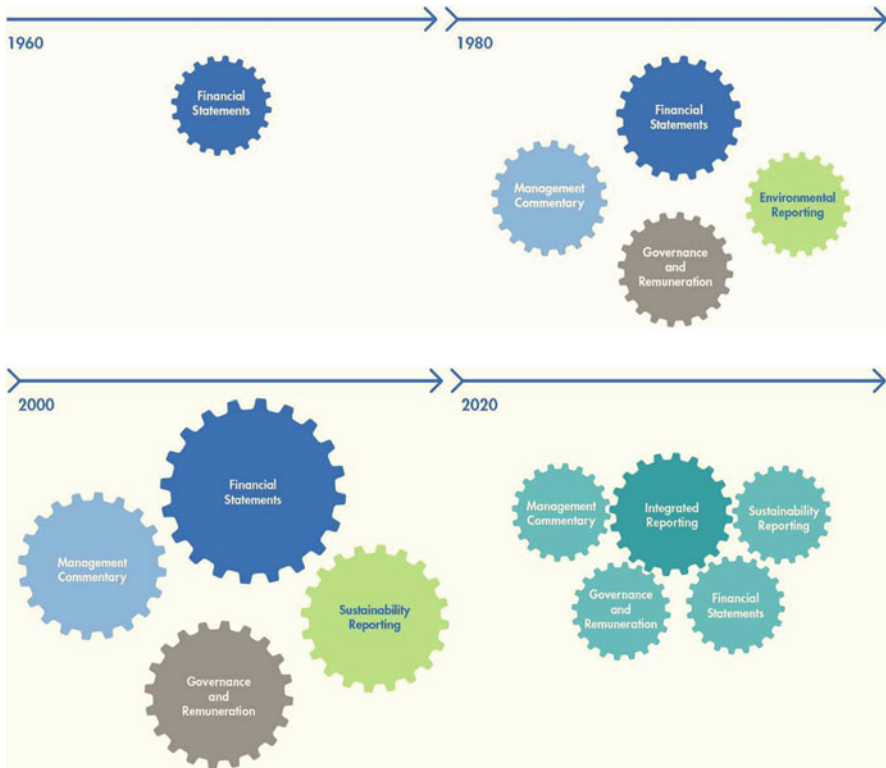 1960
Financial
Statements
1980
Financial
Statements
Management
Commentary
Environmental
Reporting
Governance
and
Remuneration
2000
Financial
Statements
Management
Commentary
Sustainability
Reporting
Governance
and
Remuneration
2020
Management
Commentary
Integrated
Reporting
Sustainability
Reporting
Governance
and
Remuneration
Financial
Statements